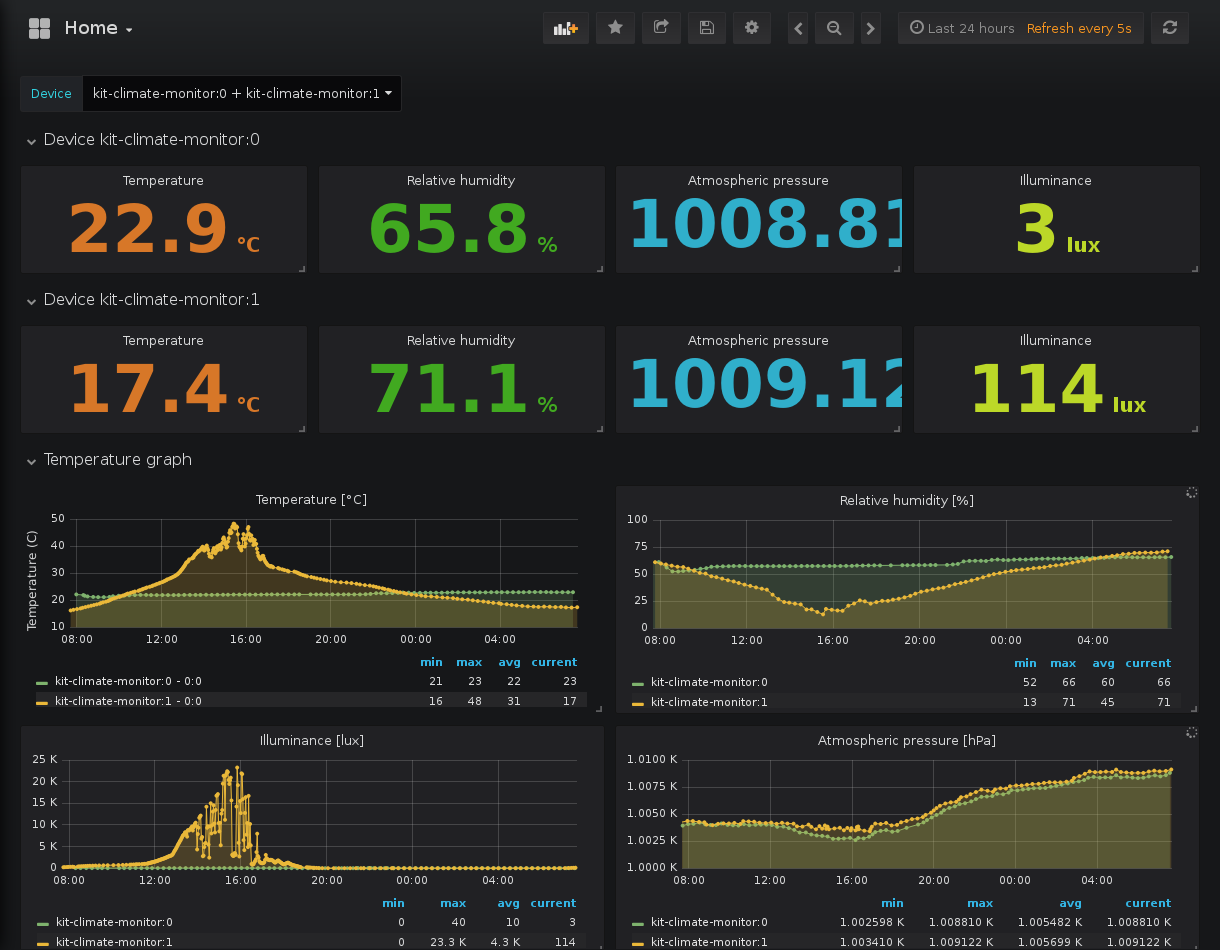 Home
Last 24 hours Refresh every 5s
Device kit-climate-monitor:0 + kit-climate-monitor:1
Device kit-climate-monitor:0
Temperature Relative humidity Atmospheric pressure Illuminance
22.9 °C 65.8 % 1008.81 3 lux
Device kit-climate-monitor:1
Temperature Relative humidity Atmospheric pressure Illuminance
17.4 °C 71.1 % 1009.12 114 lux
Temperature graph
Temperature [°C]
Temperature (C)
50
40
30
20
10
08:00 12:00 16:00 20:00 00:00 04:00
min max avg current
kit-climate-monitor:0 - 0:0 21 23 22 23
kit-climate-monitor:1 - 0:0 16 48 31 17
Relative humidity [%]
100
75
50
25
0
08:00 12:00 16:00 20:00 00:00 04:00
min max avg current
kit-climate-monitor:0 52 66 60 66
kit-climate-monitor:1 13 71 45 71
Illuminance [lux]
25 K
20 K
15 K
10 K
5 K
0
08:00 12:00 16:00 20:00 00:00 04:00
min max avg current
kit-climate-monitor:0 0 40 10 3
kit-climate-monitor:1 0 23.3 K 4.3 K 114
Atmospheric pressure [hPa]
1.0100 K
1.0075 K
1.0050 K
1.0025 K
1.0000 K
08:00 12:00 16:00 20:00 00:00 04:00
min max avg current
kit-climate-monitor:0 1.002598 K 1.008810 K 1.005482 K 1.008810 K
kit-climate-monitor:1 1.003410 K 1.009122 K 1.005699 K 1.009122 K